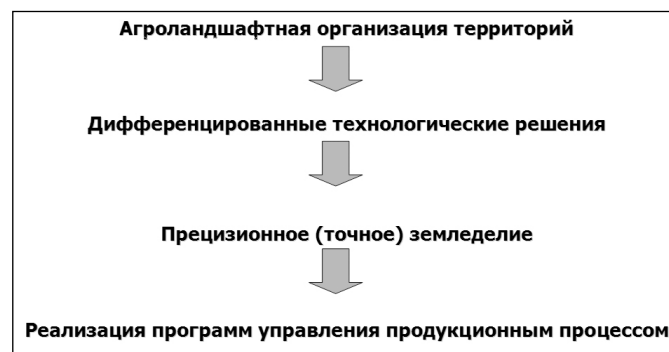 Агроландшафтная организация территорий
Дифференцированные технологические решения
Прецизионное (точное) земледелие
Реализация программ управления продукционным процессом